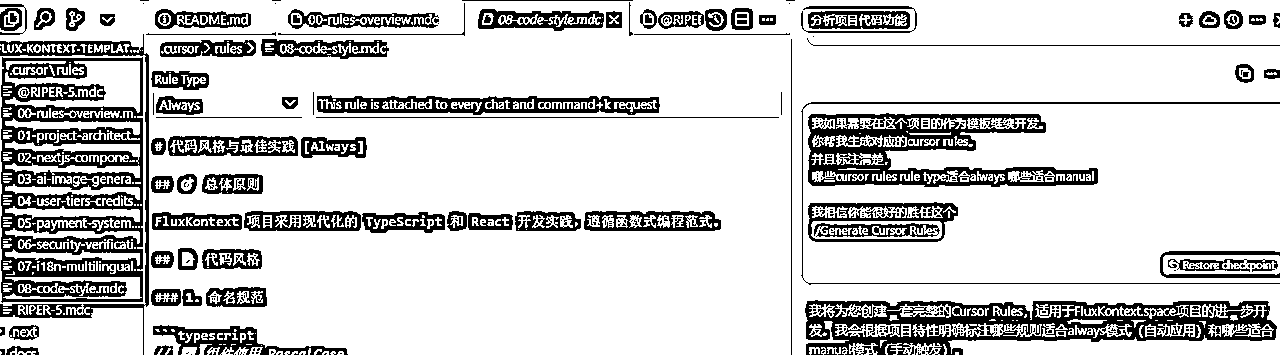 README.md
00-rules-overview.mdc
08-code-style.mdc
@RIPE
分析项目代码功能
FLUX-KONTEXT-TEMPLAT...
.cursor > rules > 08-code-style.mdc
.cursor\rules
@RIPER-5.mdc
00-rules-overview.m...
01-project-architect...
02-nextjs-compone...
03-ai-image-genera...
04-user-tiers-credits...
05-payment-system...
06-security-verificati...
07-i18n-multilingual...
08-code-style.mdc
RIPER-5.mdc
.next
Rule Type
Always
This rule is attached to every chat and command+k request
# 代码风格与最佳实践 [Always]
## 总体原则
FluxKontext 项目采用现代化的 TypeScript 和 React 开发实践，遵循函数式编程范式。
## 代码风格
### 1. 命名规范
```typescript
我如果需要在这个项目的作为模板继续开发。
你帮我生成对应的cursor rules。
并且标注清楚，
哪些cursor rules rule type适合always 哪些适合manual
我相信你能很好的胜任这个
/Generate Cursor Rules
Restore checkpoint
我将为您创建一套完整的Cursor Rules，适用于FluxKontext.space项目的进一步开
发。我会根据项目特性明确标注哪些规则适合always模式（自动应用）和哪些适合
manual模式（手动触发）。